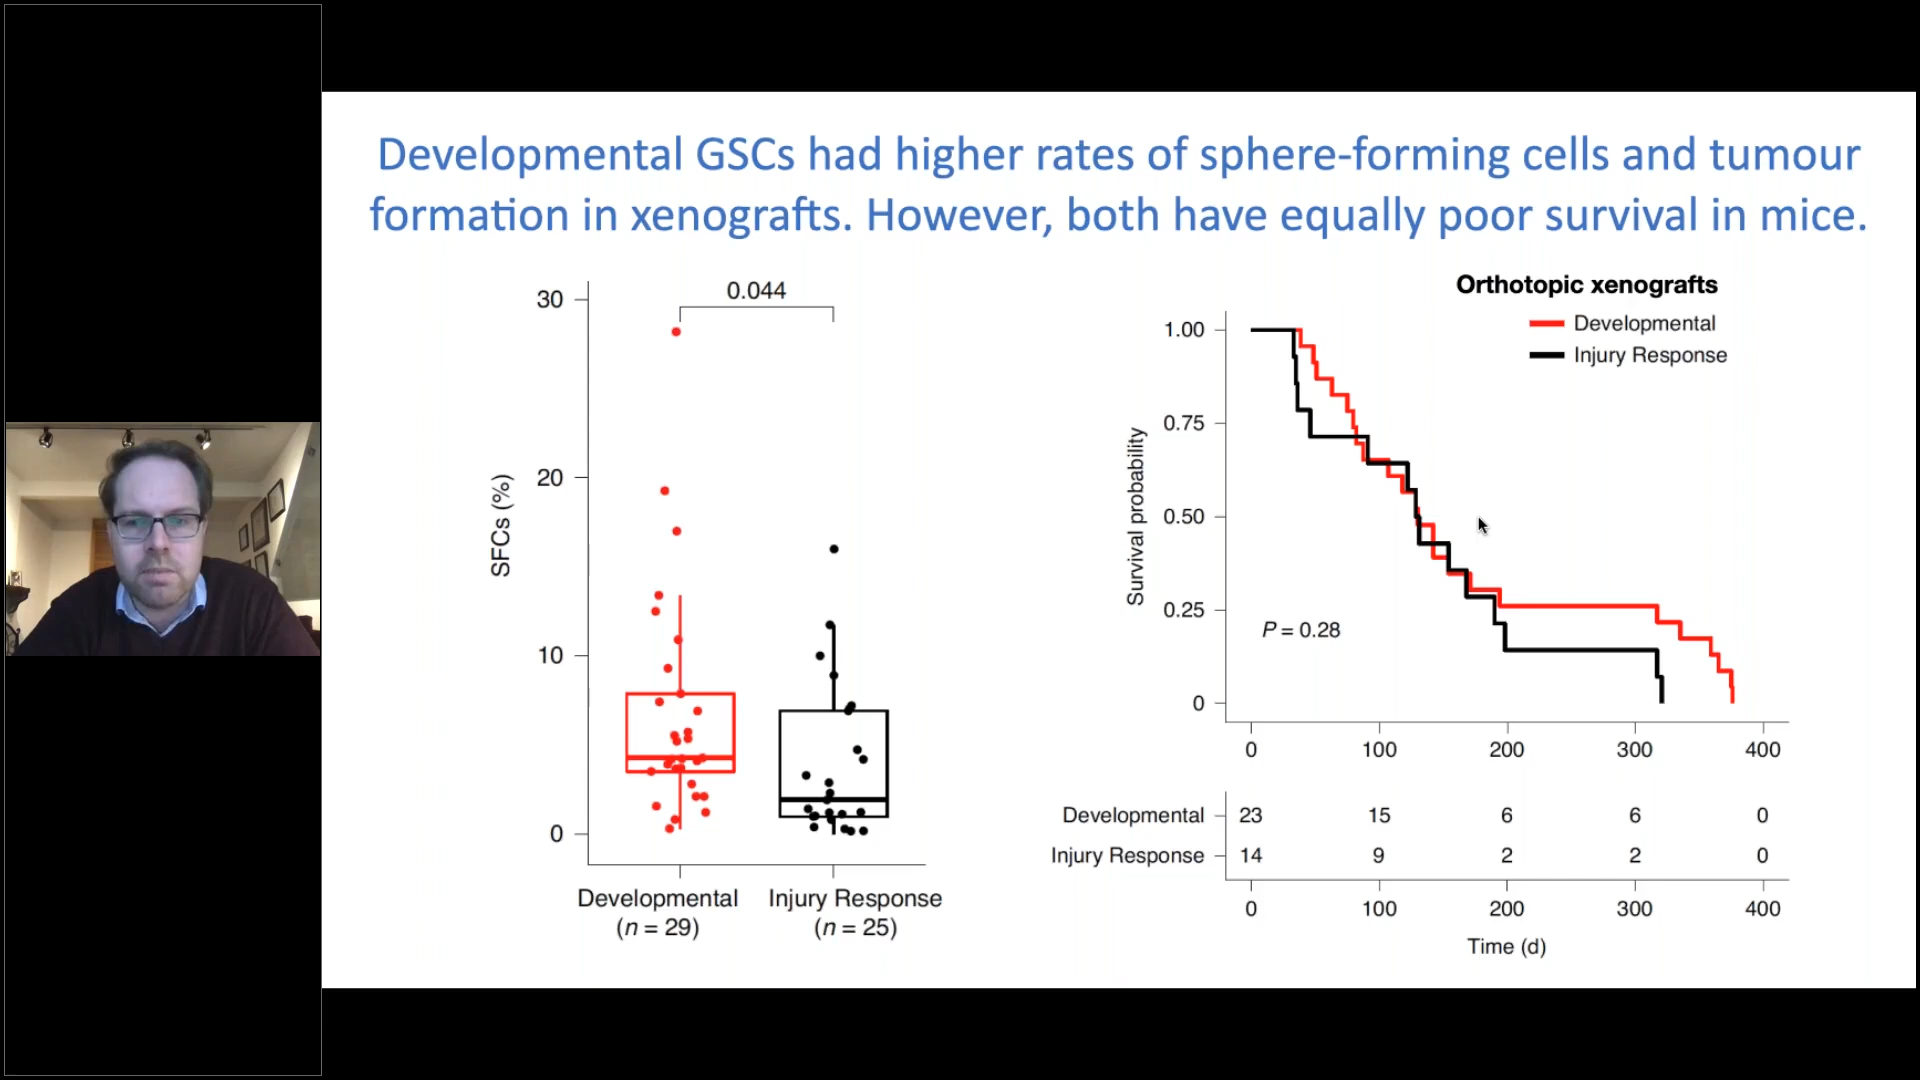 Developmental GSCs had higher rates of sphere-forming cells and tumour
formation in xenografts. However, both have equally poor survival in mice.
0.044
30
20
10
0
SFCs (%)
Developmental
(n = 29)
Injury Response
(n = 25)
Orthotopic xenografts
Developmental
Injury Response
1.00
0.75
0.50
0.25
0
Survival probability
P = 0.28
0 100 200 300 400
Developmental 23 15 6 6 0
Injury Response 14 9 2 2 0
0 100 200 300 400
Time (d)